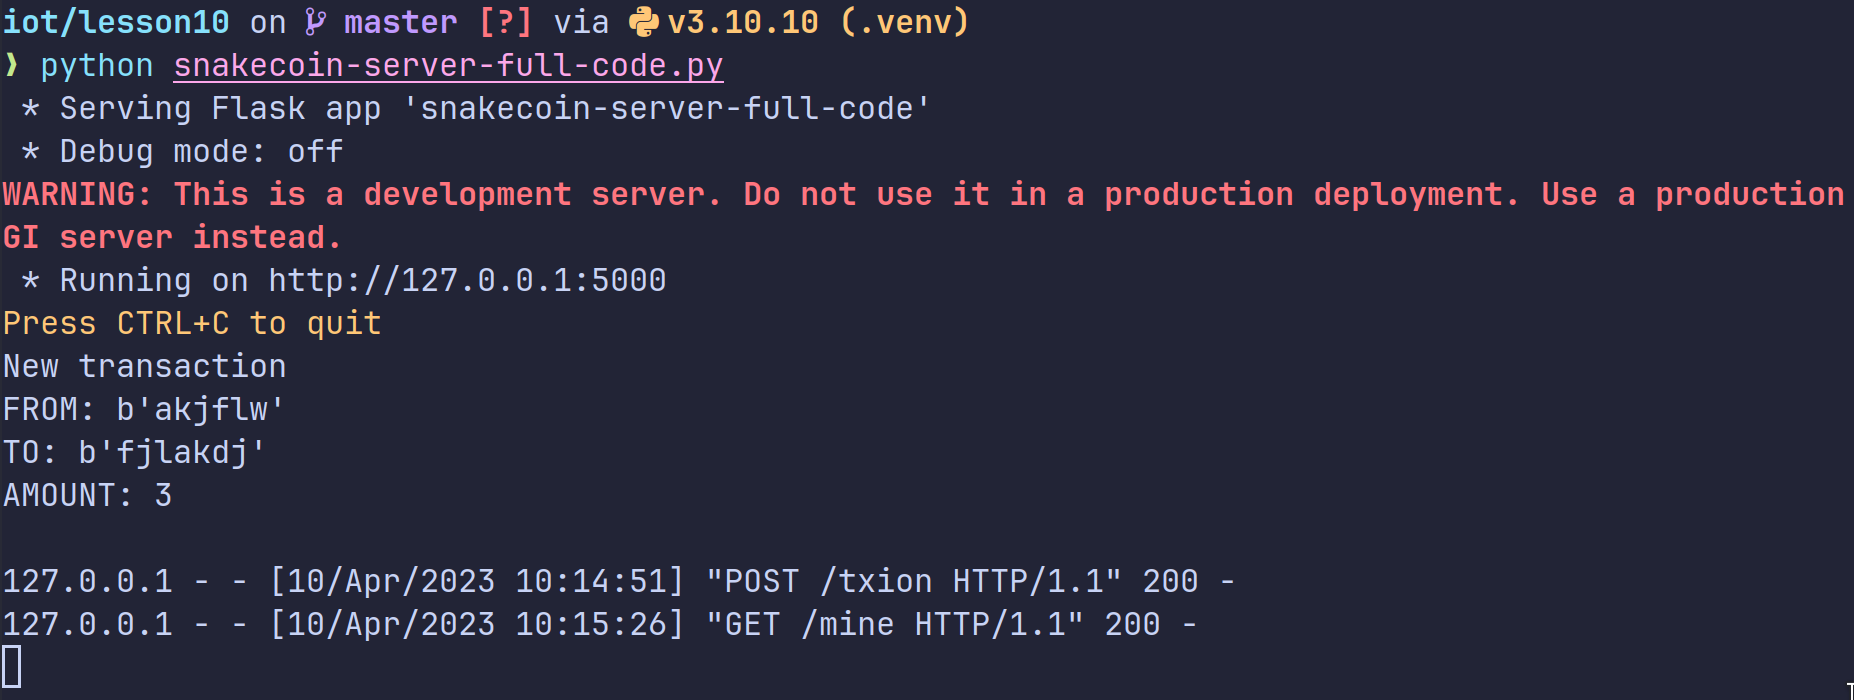 iot/lesson10 on master [?] via v3.10.10 (.venv)
❱ python snakecoin-server-full-code.py
 * Serving Flask app 'snakecoin-server-full-code'
 * Debug mode: off
WARNING: This is a development server. Do not use it in a production deployment. Use a production
GI server instead.
 * Running on http://127.0.0.1:5000
Press CTRL+C to quit
New transaction
FROM: b'akjflw'
TO: b'fjlakdj'
AMOUNT: 3
127.0.0.1 - - [10/Apr/2023 10:14:51] "POST /txion HTTP/1.1" 200 -
127.0.0.1 - - [10/Apr/2023 10:15:26] "GET /mine HTTP/1.1" 200 -